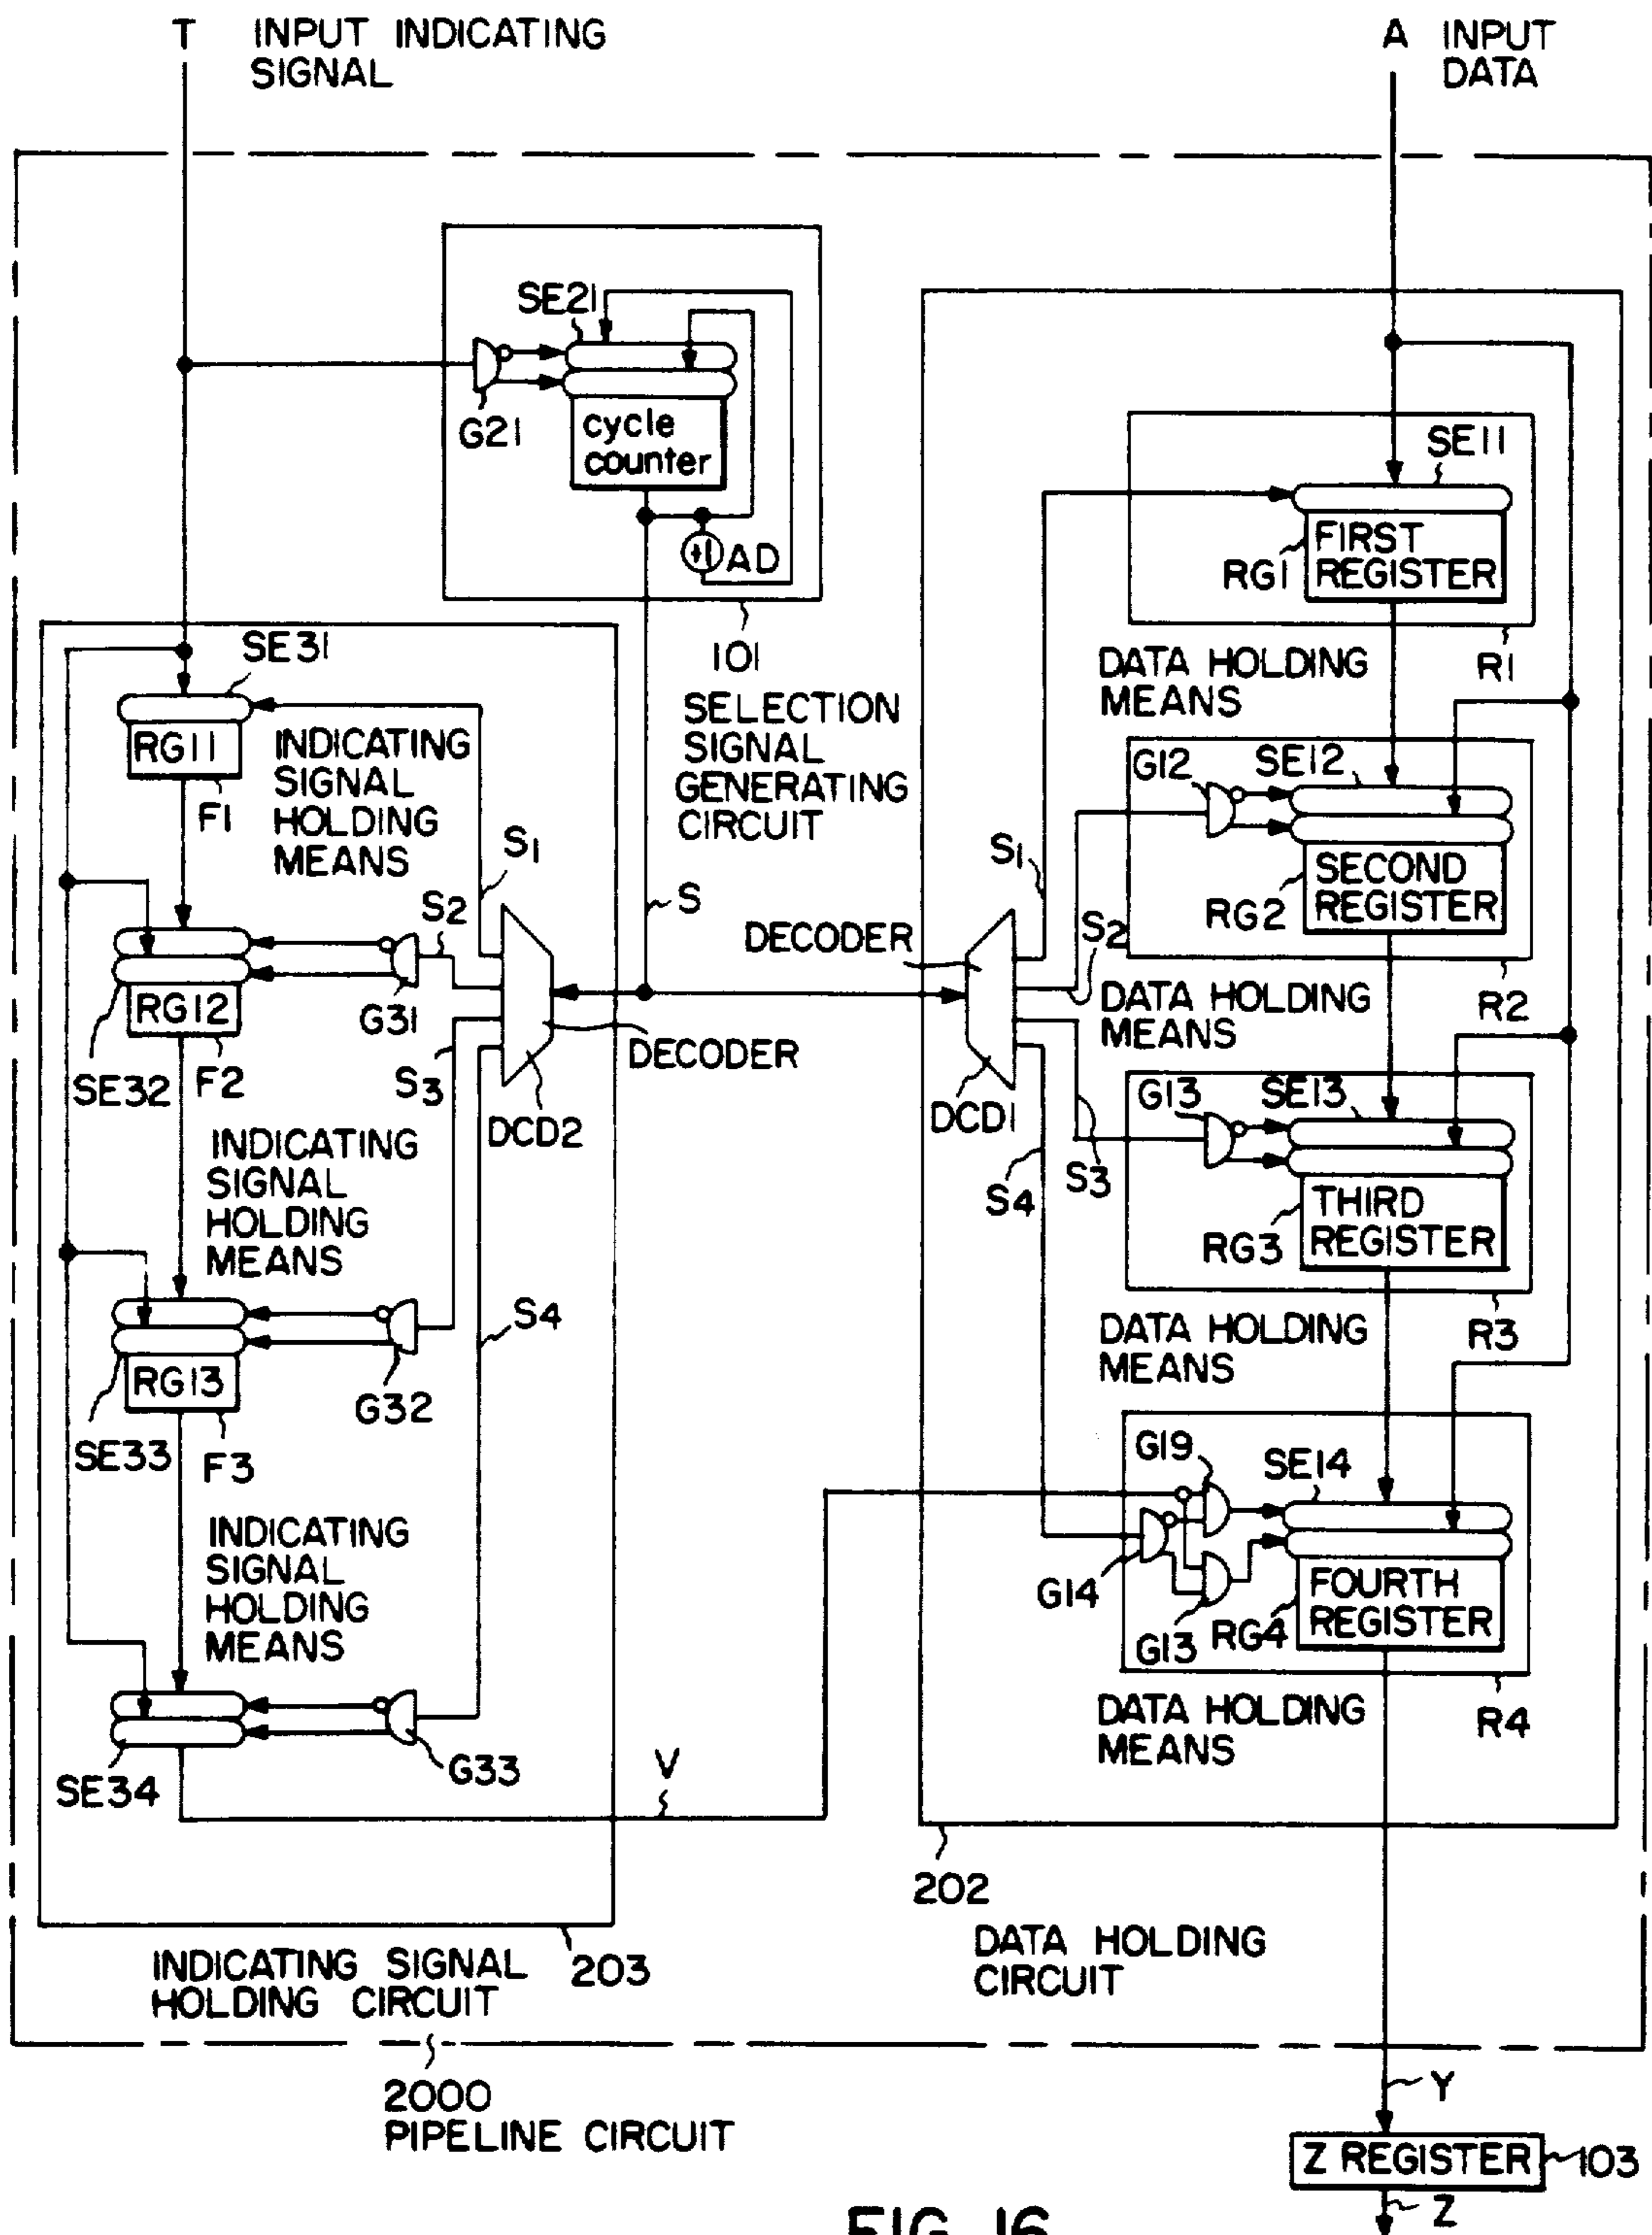 T INPUT INDICATING
SIGNAL
A INPUT
DATA
SE21
G21
cycle
counter
+1 AD
101
SELECTION
SIGNAL
GENERATING
CIRCUIT
SE11
FIRST
REGISTER
RG1
R1
DATA HOLDING
MEANS
SE31
RG11
F1
INDICATING
SIGNAL
HOLDING
MEANS
S1
S2
S
G12
SE12
SECOND
REGISTER
RG2
R2
DATA HOLDING
MEANS
S1
S2
DECODER
DECODER
DCD1
DCD2
RG12
SE32
F2
G31
S3
INDICATING
SIGNAL
HOLDING
MEANS
G13
SE13
THIRD
REGISTER
RG3
R3
S3
S4
DATA HOLDING
MEANS
S4
RG13
SE33
F3
G32
INDICATING
SIGNAL
HOLDING
MEANS
G19
SE14
G14
G13
RG4
FOURTH
REGISTER
R4
DATA HOLDING
MEANS
SE34
G33
V
202
DATA HOLDING
CIRCUIT
203
INDICATING SIGNAL
HOLDING CIRCUIT
2000
PIPELINE CIRCUIT
Y
Z REGISTER
103
Z
FIG. 16